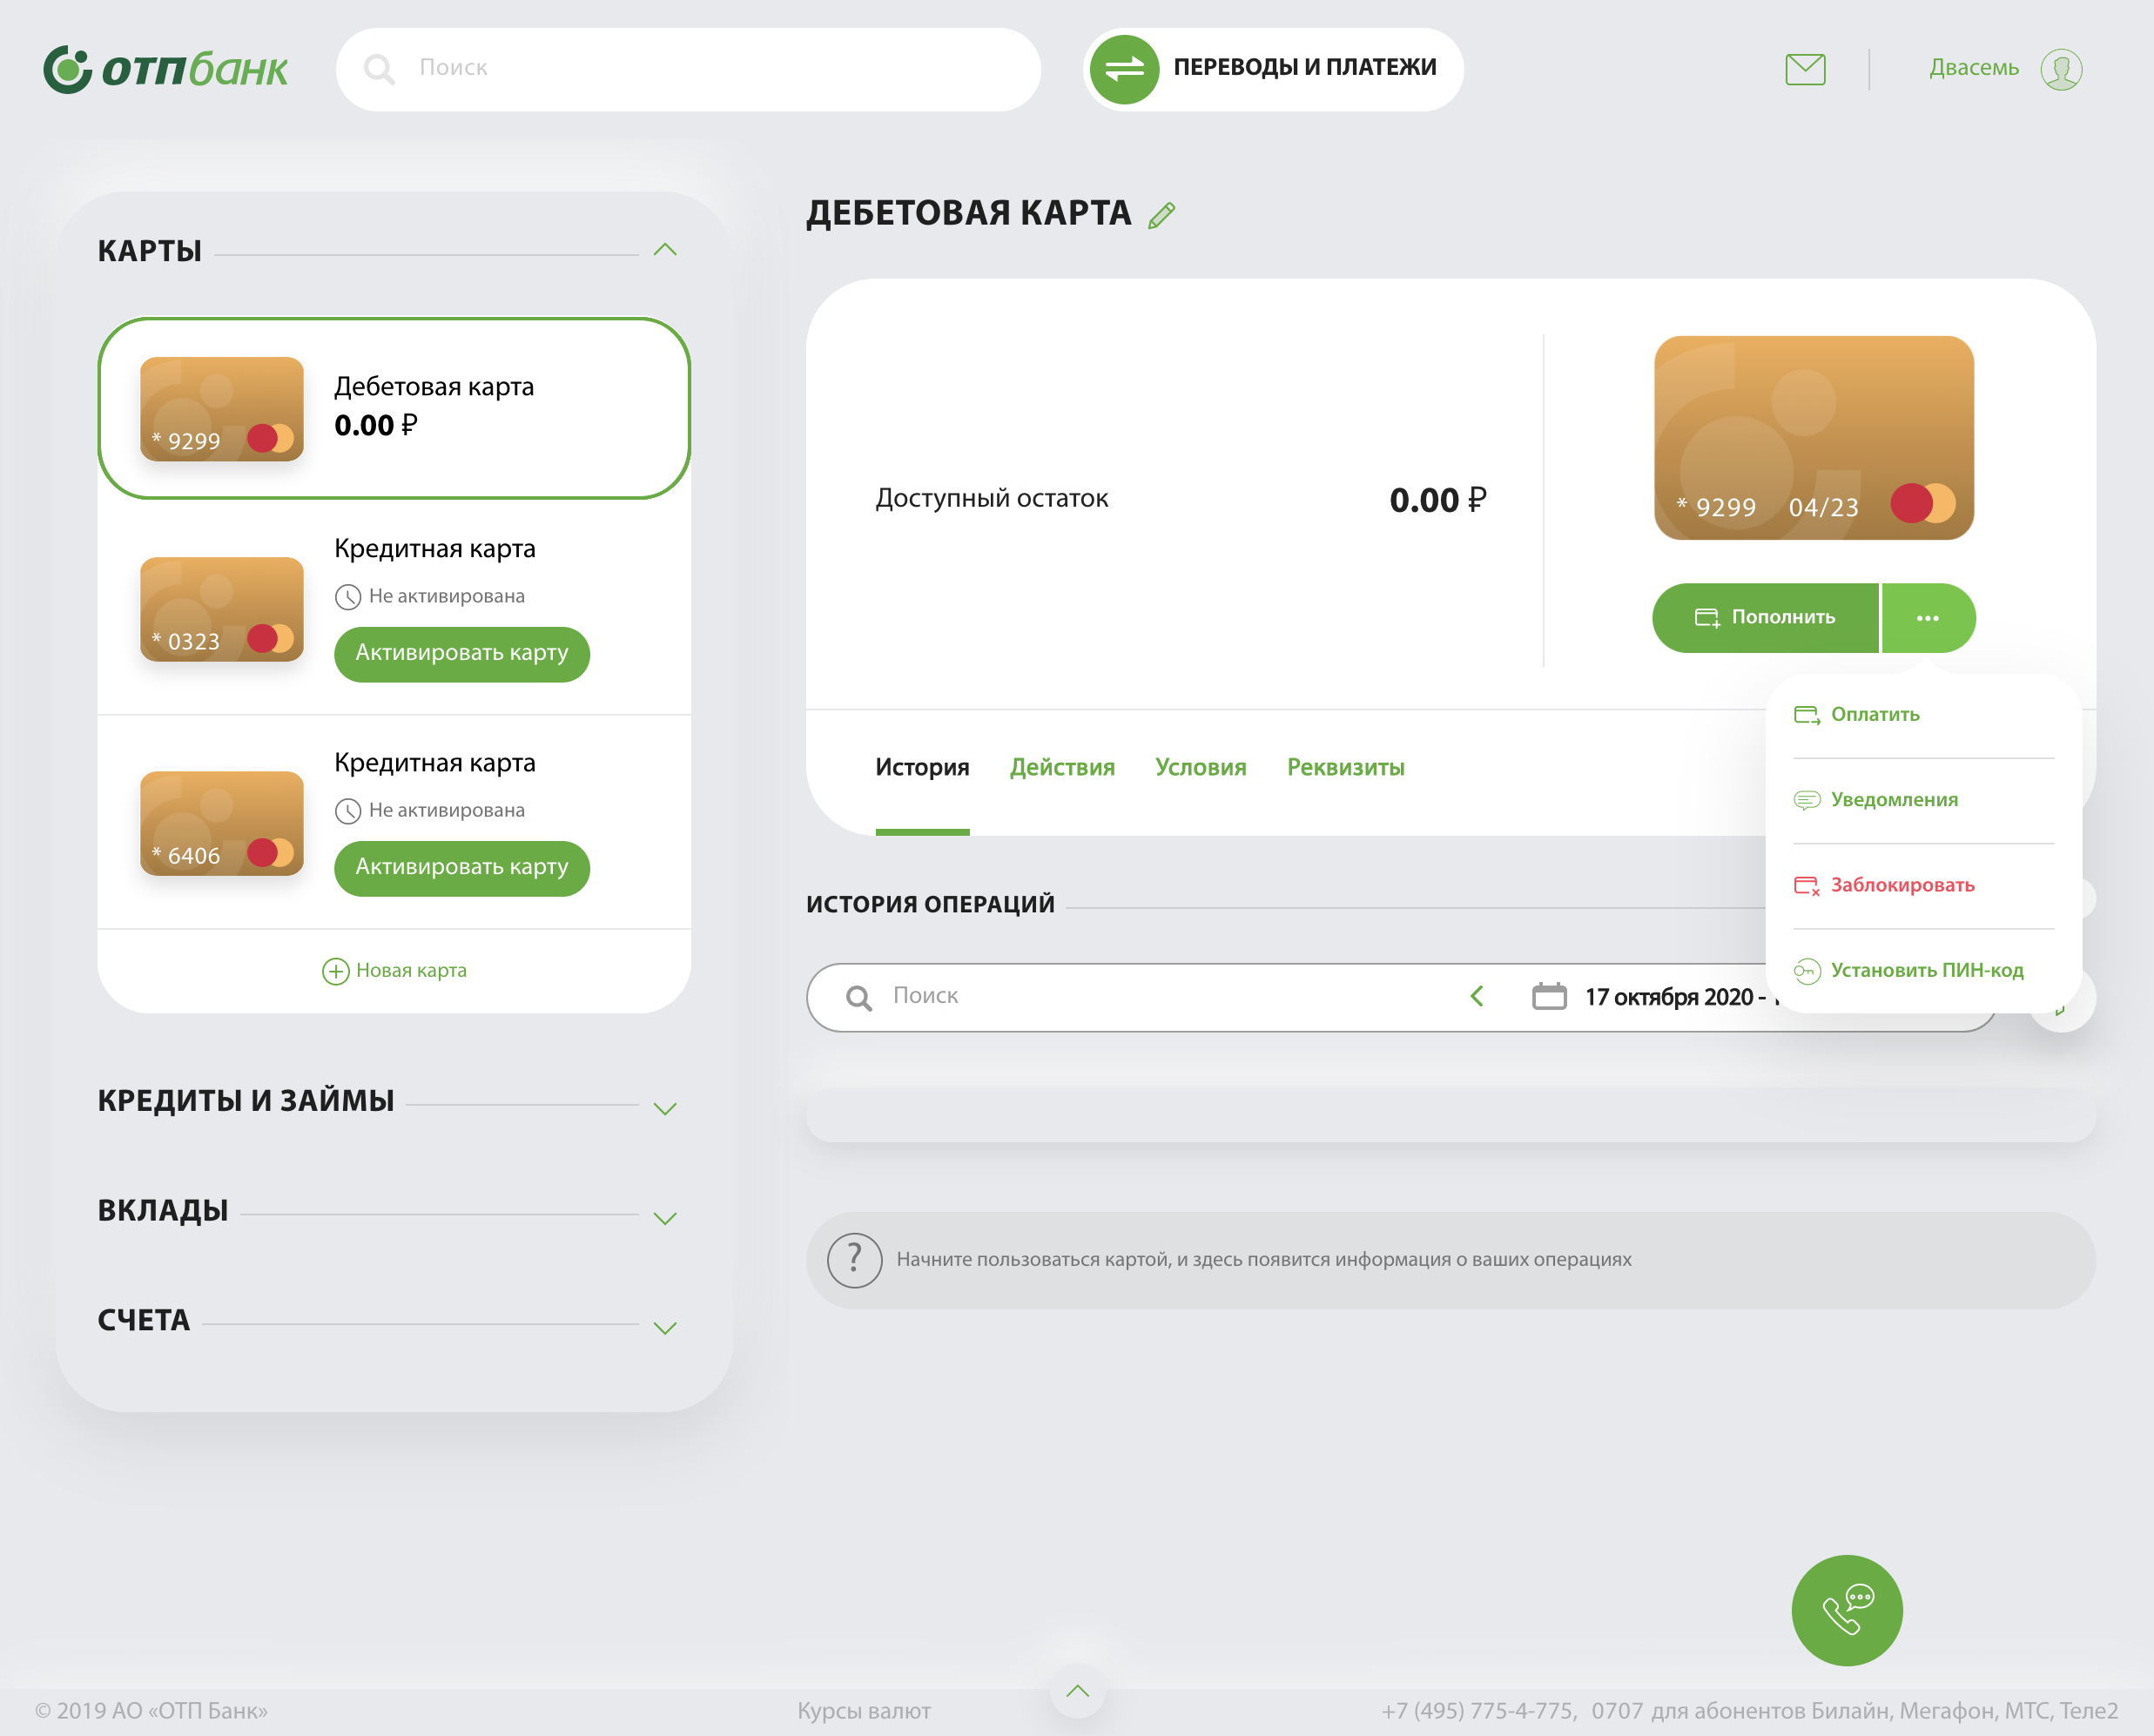 отпбанк
Поиск
ПЕРЕВОДЫ И ПЛАТЕЖИ
Двасемь
КАРТЫ
* 9299
Дебетовая карта
0.00 ₽
* 0323
Кредитная карта
Не активирована
Активировать карту
* 6406
Кредитная карта
Не активирована
Активировать карту
Новая карта
КРЕДИТЫ И ЗАЙМЫ
ВКЛАДЫ
СЧЕТА
ДЕБЕТОВАЯ КАРТА
Доступный остаток
0.00 ₽
* 9299 04/23
Пополнить
Оплатить
Уведомления
Заблокировать
Установить ПИН-код
История Действия Условия Реквизиты
ИСТОРИЯ ОПЕРАЦИЙ
Поиск
17 октября 2020 -
? Начните пользоваться картой, и здесь появится информация о ваших операциях
© 2019 АО «ОТП Банк»
Курсы валют
+7 (495) 775-4-775, 0707 для абонентов Билайн, Мегафон, МТС, Теле2